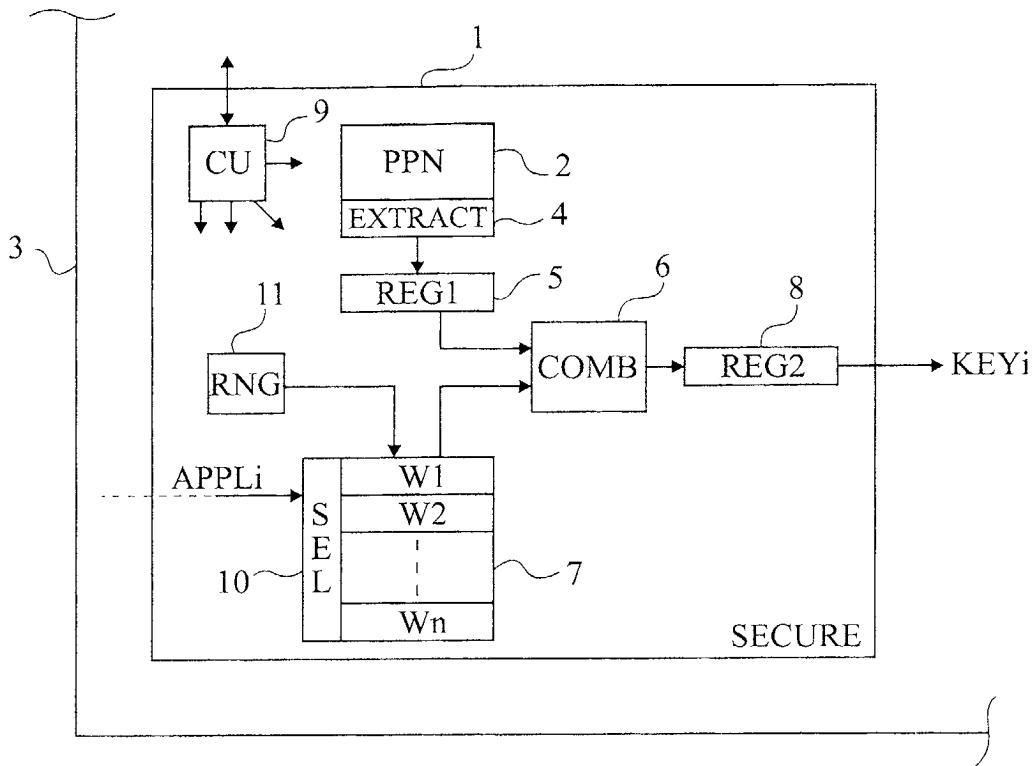 1
9
CU
PPN
2
EXTRACT
4
3
REG1
5
6
11
8
RNG
COMB
REG2
KEYi
APPLi
SEL
W1
W2
10
7
Wn
SECURE